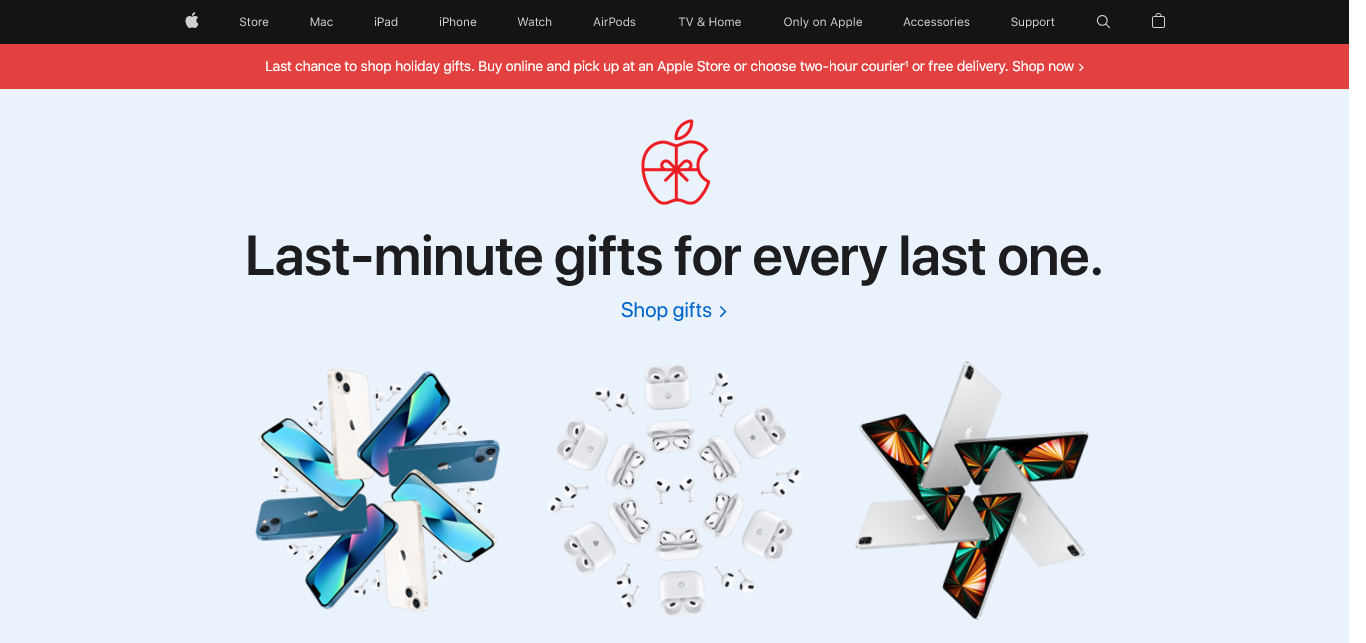 Store Mac iPad iPhone Watch AirPods TV & Home Only on Apple Accessories Support
Last chance to shop holiday gifts. Buy online and pick up at an Apple Store or choose two-hour courier¹ or free delivery. Shop now >
Last-minute gifts for every last one.
Shop gifts >